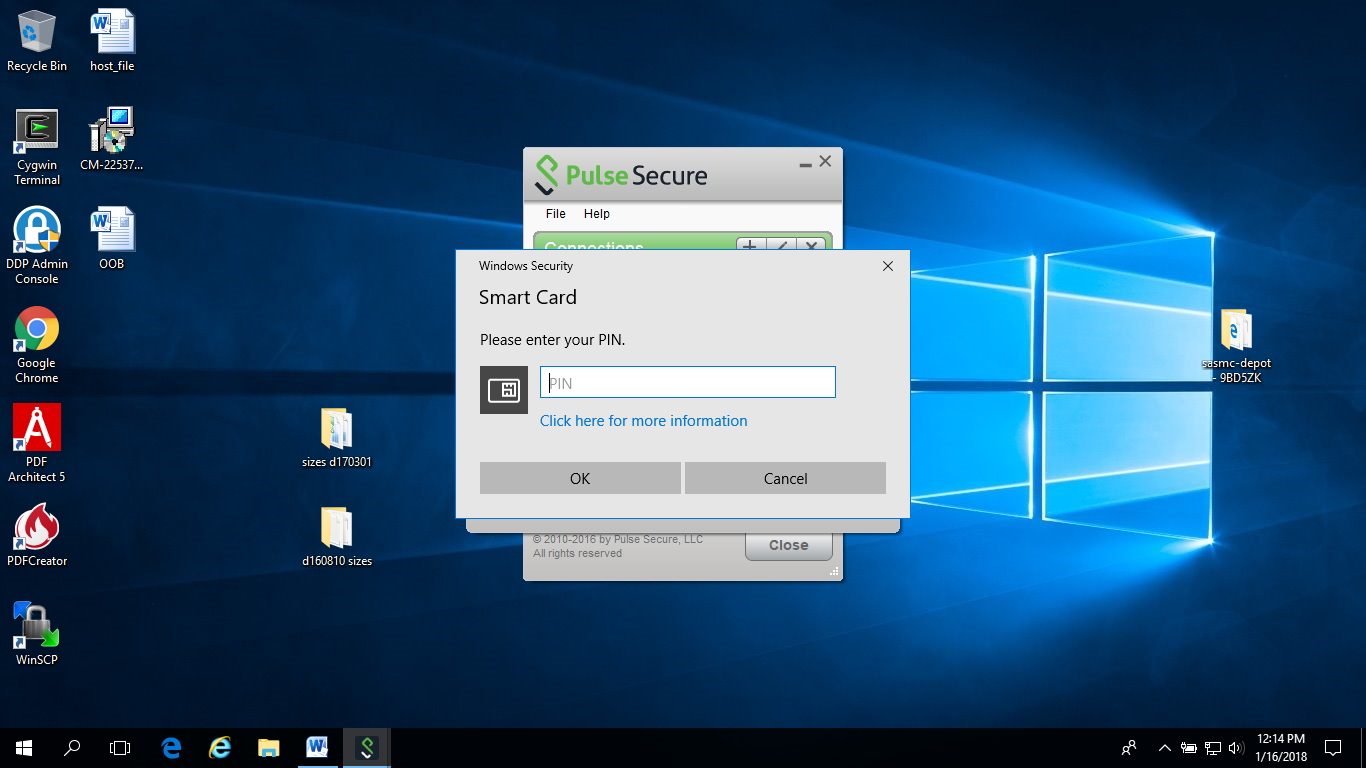 Recycle Bin
host_file
Cygwin
Terminal
CM-22537...
DDP Admin
Console
OOB
Google
Chrome
PDF
Architect 5
PDFCreator
WinSCP
sizes d170301
d160810 sizes
sasmc-depot
- 9BD5ZK
Pulse Secure
File Help
Connections
Windows Security
Smart Card
Please enter your PIN.
PIN
Click here for more information
OK Cancel
© 2010-2016 by Pulse Secure, LLC
All rights reserved
Close
12:14 PM
1/16/2018